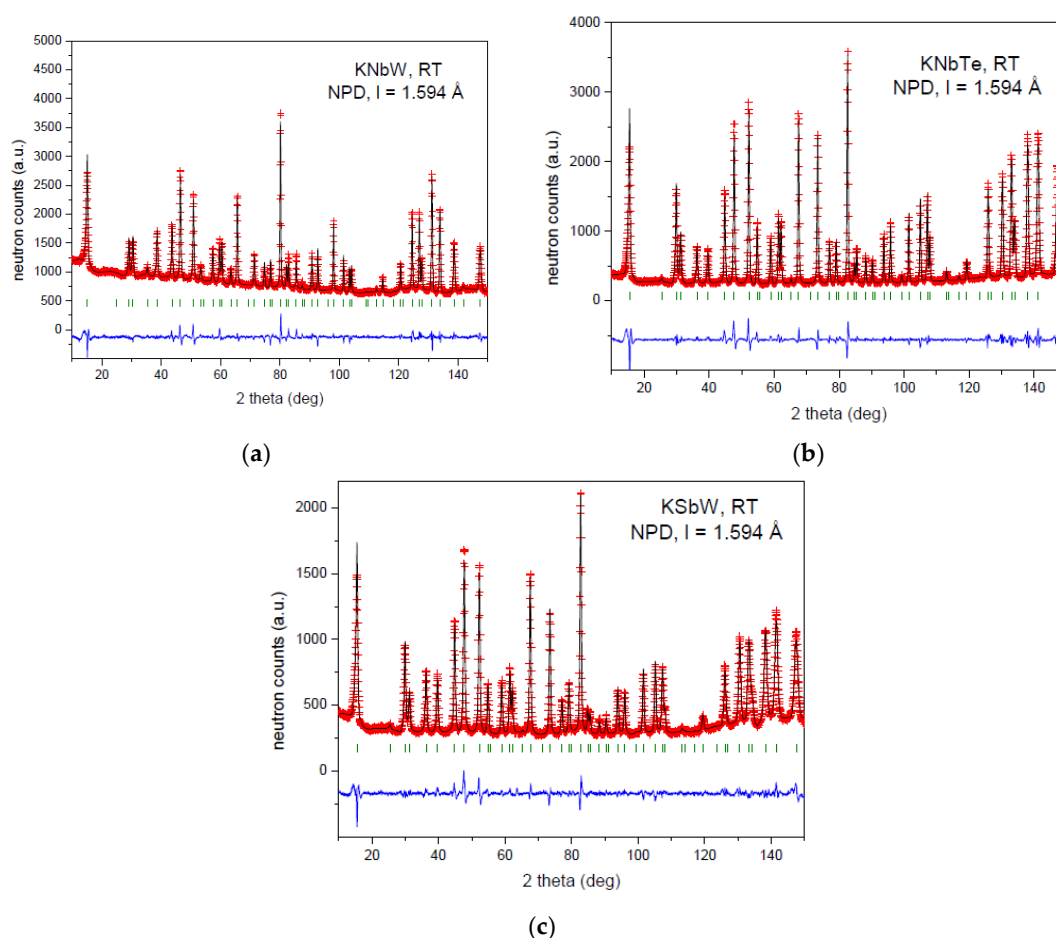 KNbW, RT
NPD, l = 1.594 Å
neutron counts (a.u.)
5000
4500
4000
3500
3000
2500
2000
1500
1000
500
0
20 40 60 80 100 120 140
2 theta (deg)
(a)
KNbTe, RT
NPD, l = 1.594 Å
neutron counts (a.u.)
4000
3000
2000
1000
0
20 40 60 80 100 120 140
2 theta (deg)
(b)
KSbW, RT
NPD, l = 1.594 Å
neutron counts (a.u.)
2000
1500
1000
500
0
20 40 60 80 100 120 140
2 theta (deg)
(c)